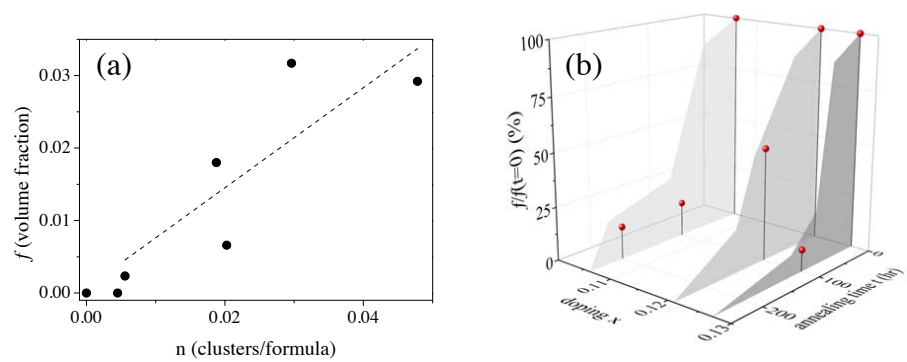 (a)
0.03
0.02
0.01
0.00
f (volume fraction)
0.00
0.02
0.04
n (clusters/formula)
(b)
100
75
50
25
0
f/f(t=0) (%)
0.11
0.12
0.13
doping x
0
100
200
annealing time t (hr)